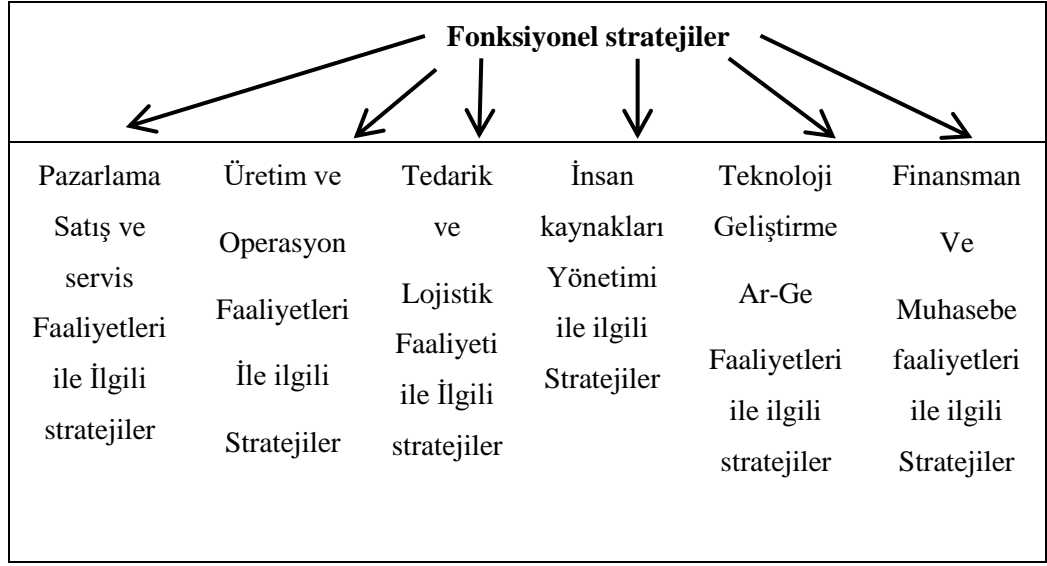 Fonksiyonel stratejiler
Pazarlama
Satış ve
servis
Faaliyetleri
ile İlgili
stratejiler
Üretim ve
Operasyon
Faaliyetleri
İle ilgili
Stratejiler
Tedarik
ve
Lojistik
Faaliyeti
ile İlgili
stratejiler
İnsan
kaynakları
Yönetimi
ile ilgili
Stratejiler
Teknoloji
Geliştirme
Ar-Ge
Faaliyetleri
ile ilgili
stratejiler
Finansman
Ve
Muhasebe
faaliyetleri
ile ilgili
Stratejiler